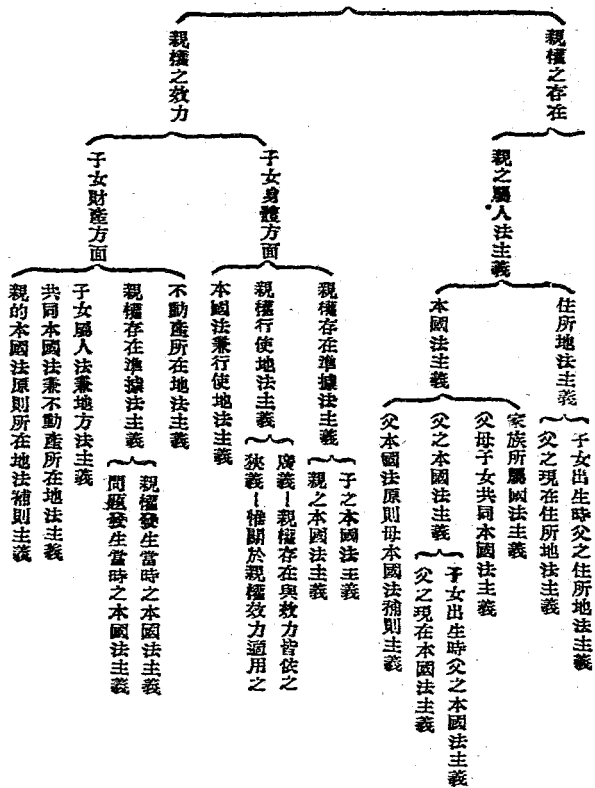 親權之存在
親之屬人法主義
住所地法主義
子女出生時父之住所地法主義
父之現在住所地法主義
本國法主義
家族所屬國法主義
父母子女共同本國法主義
父之本國法主義
子女出生時父之本國法主義
父之現在本國法主義
父本國法原則母本國法補則主義
親權之效力
子女身體方面
親權存在準據法主義
子之本國法主義
親之本國法主義
親權行使地法主義
廣義—親權存在與效力皆依之
狹義—惟關於親權效力適用之
本國法兼行使地法主義
子女財產方面
不動產所在地法主義
親權存在準據法主義
親權發生當時之本國法主義
問題發生當時之本國法主義
子女屬人法兼地方法主義
共同本國法兼不動產所在地法主義
親的本國法原則所在地法補則主義